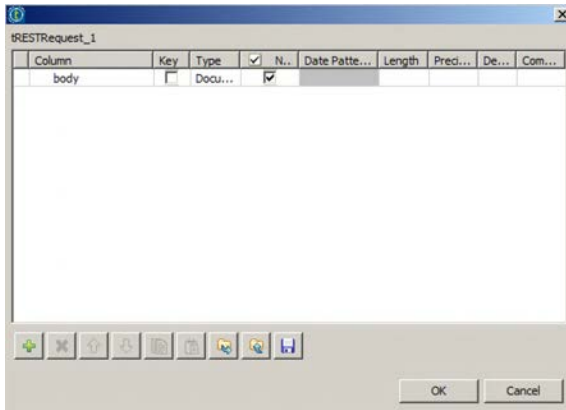 tRESTRequest_1
Column Key Type N.. Date Patte... Length Preci... De... Com...
body Docu...
OK Cancel